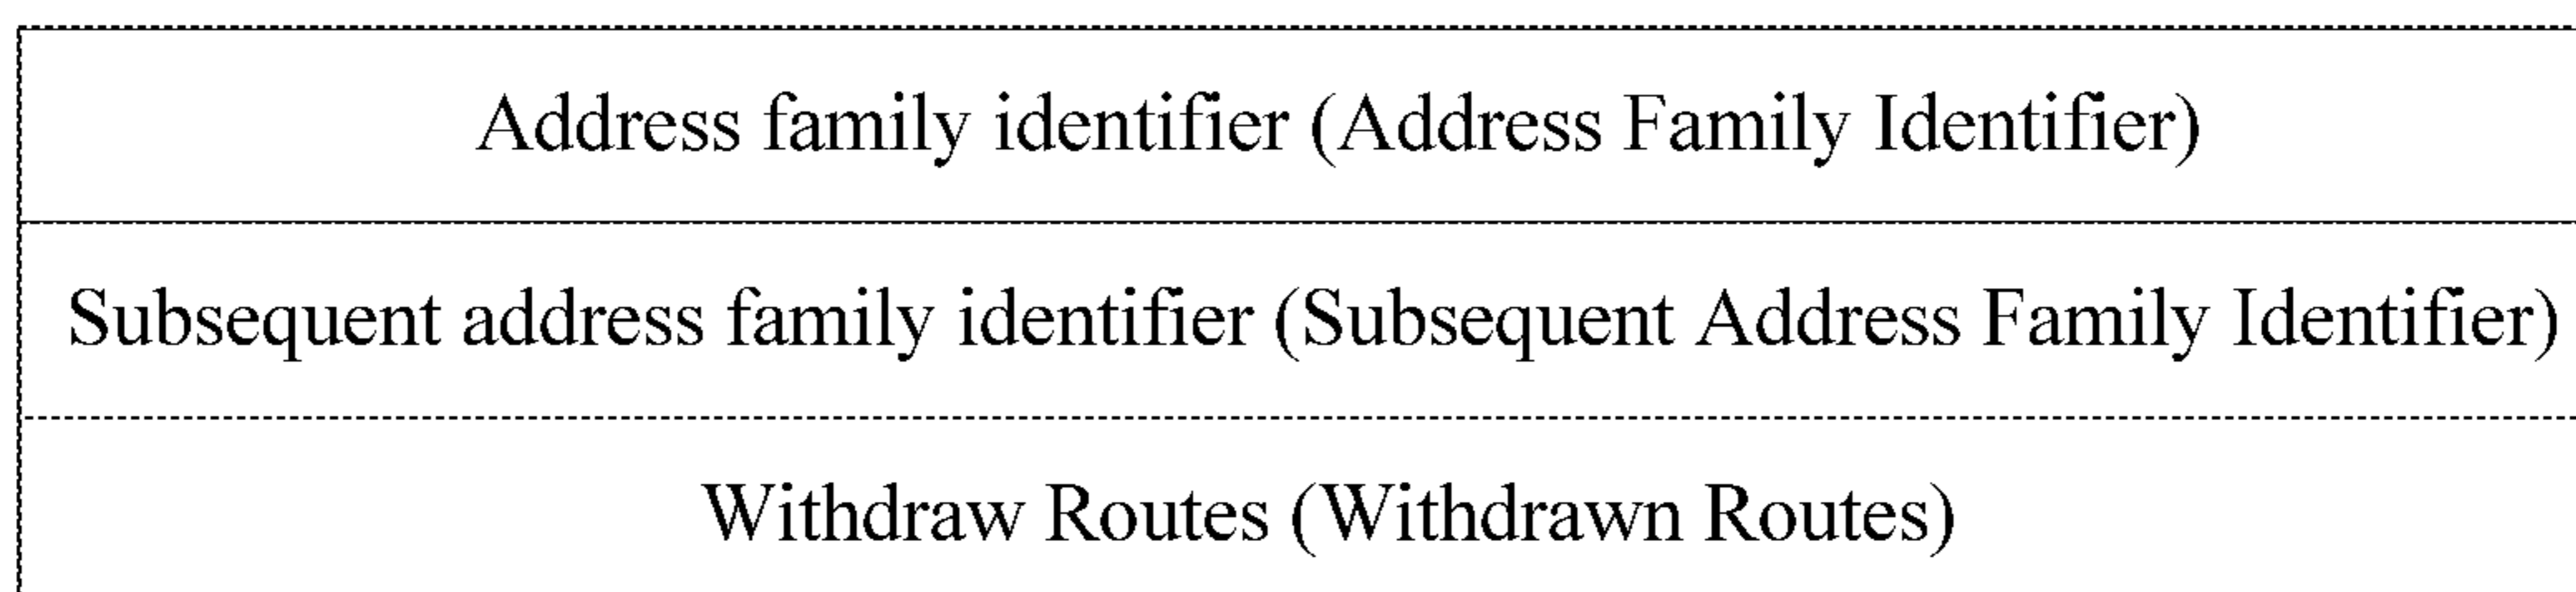 Address family identifier (Address Family Identifier)
Subsequent address family identifier (Subsequent Address Family Identifier)
Withdraw Routes (Withdrawn Routes)